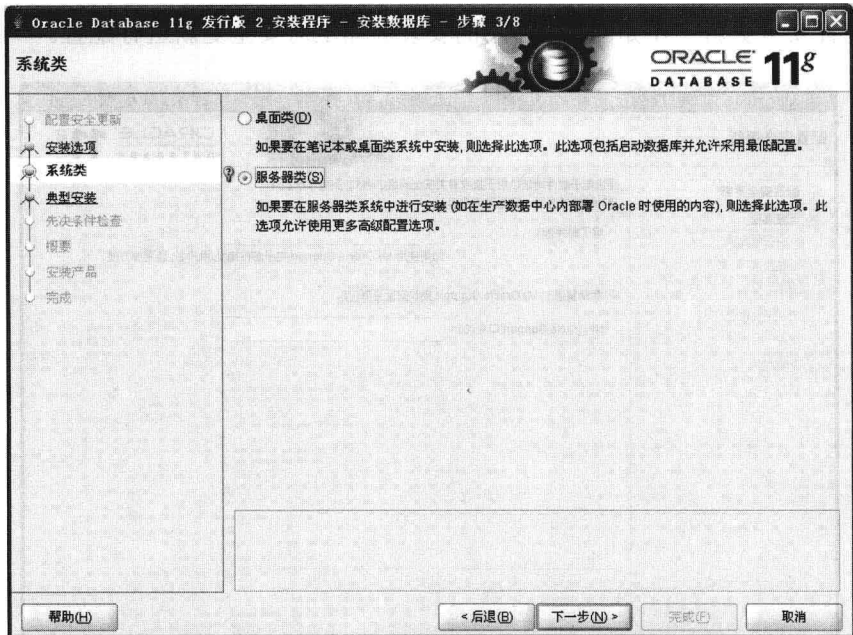 Oracle Database 11g 发行版 2 安装程序 - 安装数据库 - 步骤 3/8
系统类
ORACLE
DATABASE
11g
配置安全更新
安装选项
系统类
典型安装
先决条件检查
概要
安装产品
完成
桌面类(D)
如果要在笔记本或桌面类系统中安装, 则选择此选项。此选项包括启动数据库并允许采用最低配置。
服务器类(S)
如果要在服务器类系统中进行安装 (如在生产数据中心内部署 Oracle 时使用的内容), 则选择此选项。此
选项允许使用更多高级配置选项。
帮助(H)
< 后退(B)
下一步(N) >
完成(F)
取消